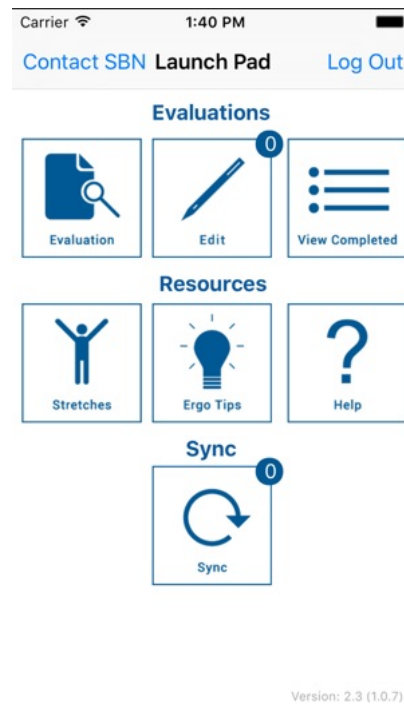 Carrier 1:40 PM
Contact SBN Launch Pad Log Out
Evaluations
0
Evaluation Edit View Completed
Resources
?
Stretches Ergo Tips Help
Sync
0
Sync
Version: 2.3 (1.0.7)